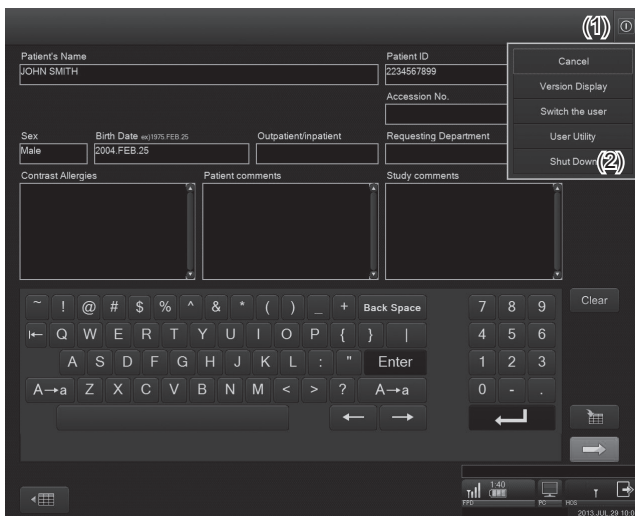 (1)
Patient's Name
Patient ID
JOHN SMITH
2234567899
Cancel
Version Display
Switch the user
User Utility
Shut Down (2)
Accession No.
Sex
Birth Date ex)1975.FEB.25
Outpatient/inpatient
Requesting Department
Male
2004.FEB.25
Contrast Allergies
Patient comments
Study comments
~ ! @ # $ % ^ & * ( ) _ + Back Space
7 8 9
Clear
Q W E R T Y U I O P { } |
4 5 6
A S D F G H J K L : " Enter
1 2 3
A→a Z X C V B N M < > ? A→a
0 - .
← →
1:40
FPD
PO
HCS
2013.JUL.29 10:0